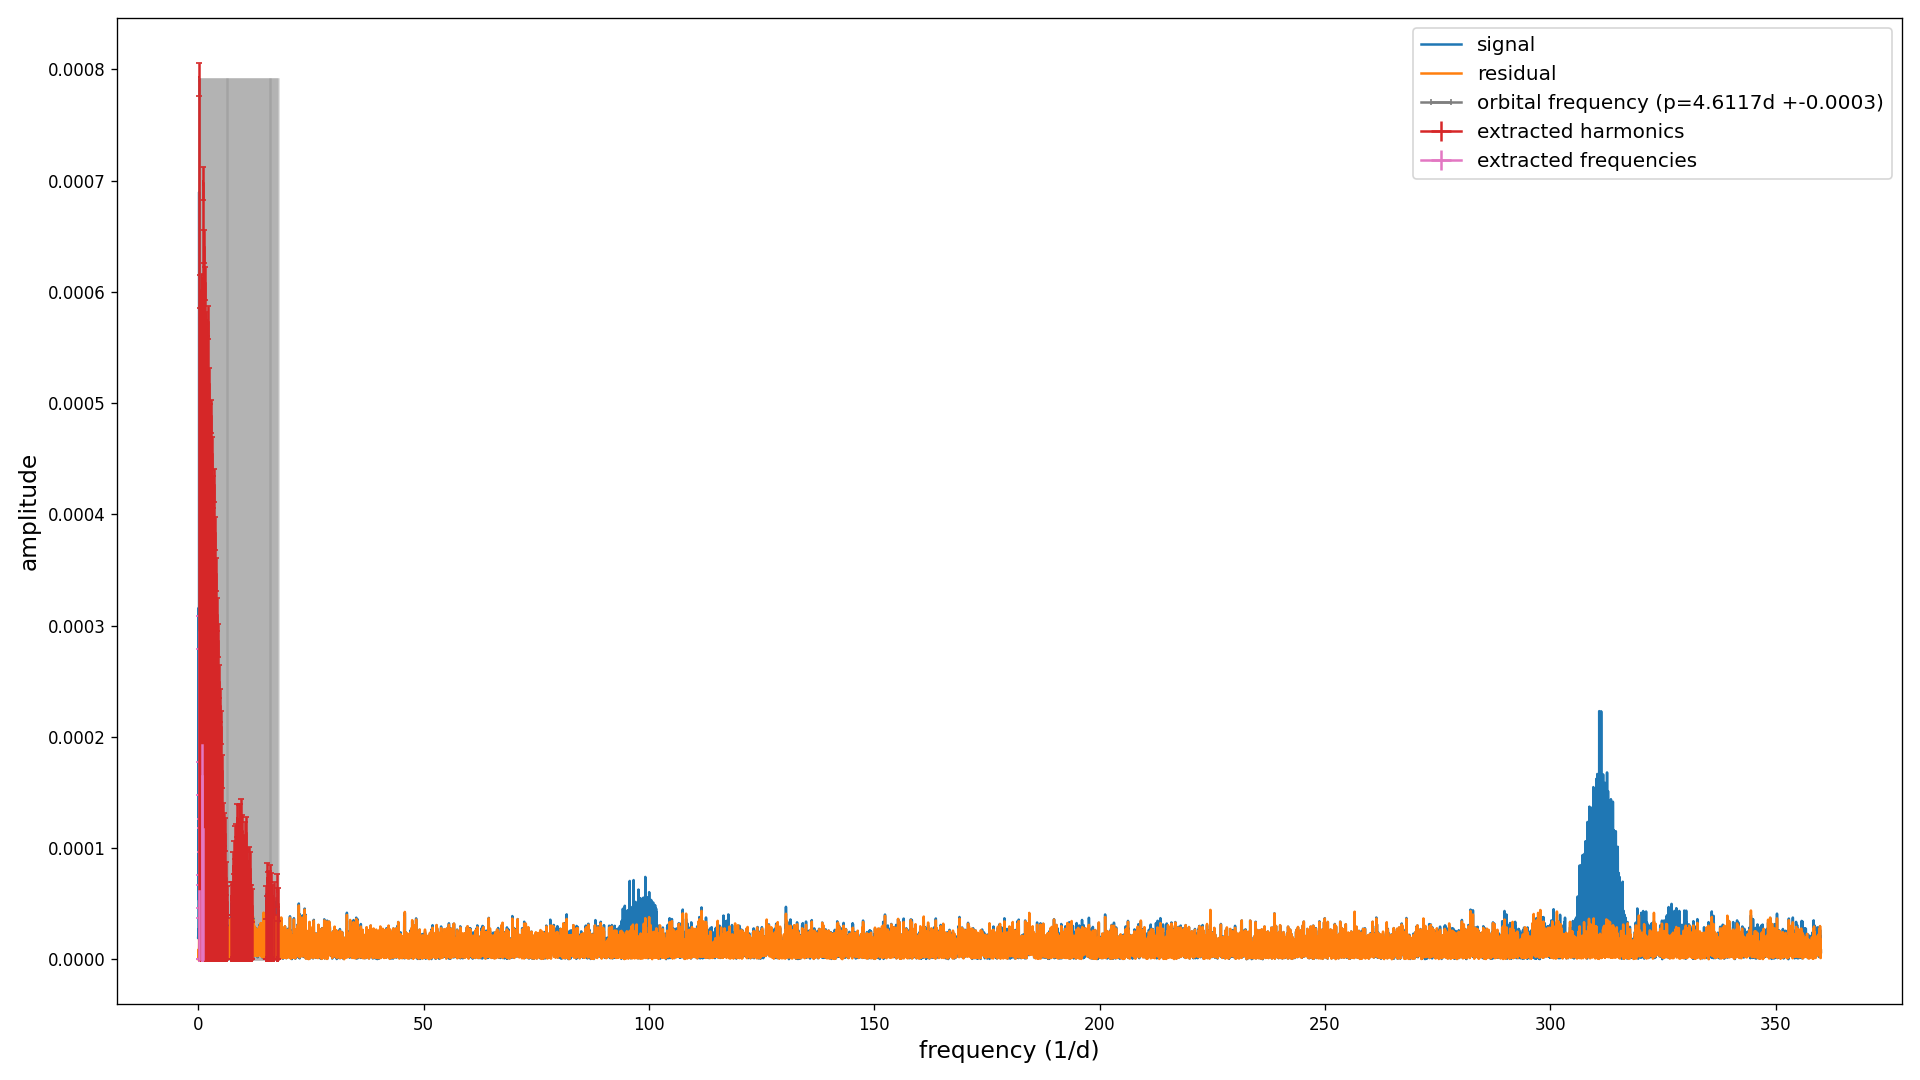 signal
residual
orbital frequency (p=4.6117d +-0.0003)
extracted harmonics
extracted frequencies
0.0008
0.0007
0.0006
0.0005
0.0004
0.0003
0.0002
0.0001
0.0000
amplitude
0 50 100 150 200 250 300 350
frequency (1/d)